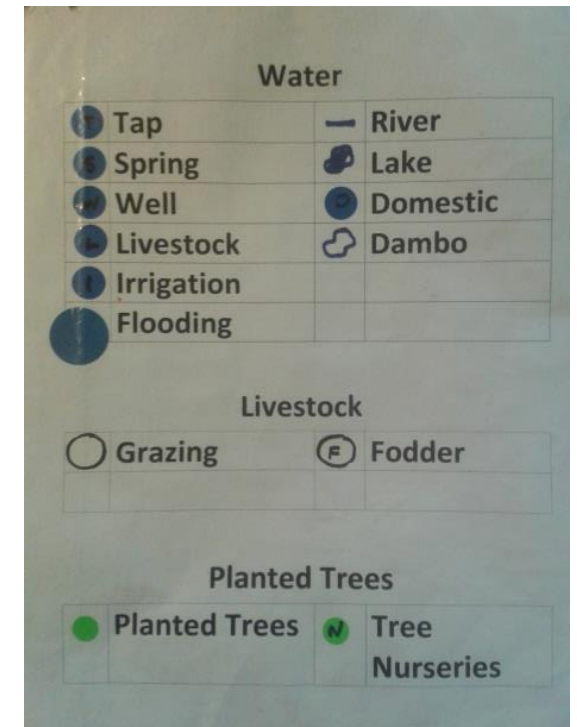 Water
T Tap River
S Spring Lake
W Well D Domestic
L Livestock Dambo
I Irrigation
Flooding
Livestock
Grazing F Fodder
Planted Trees
Planted Trees N Tree
Nurseries